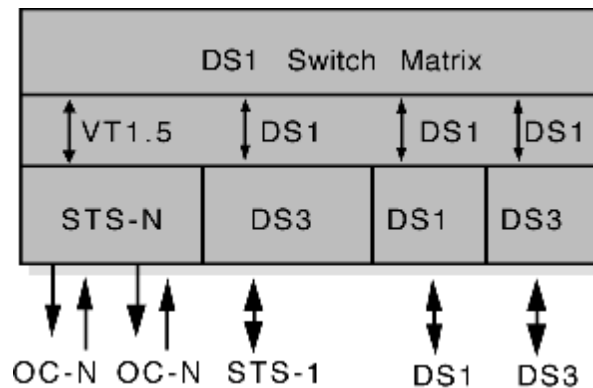 DS1 Switch Matrix
VT1.5 DS1 DS1 DS1
STS-N DS3 DS1 DS3
OC-N OC-N STS-1 DS1 DS3